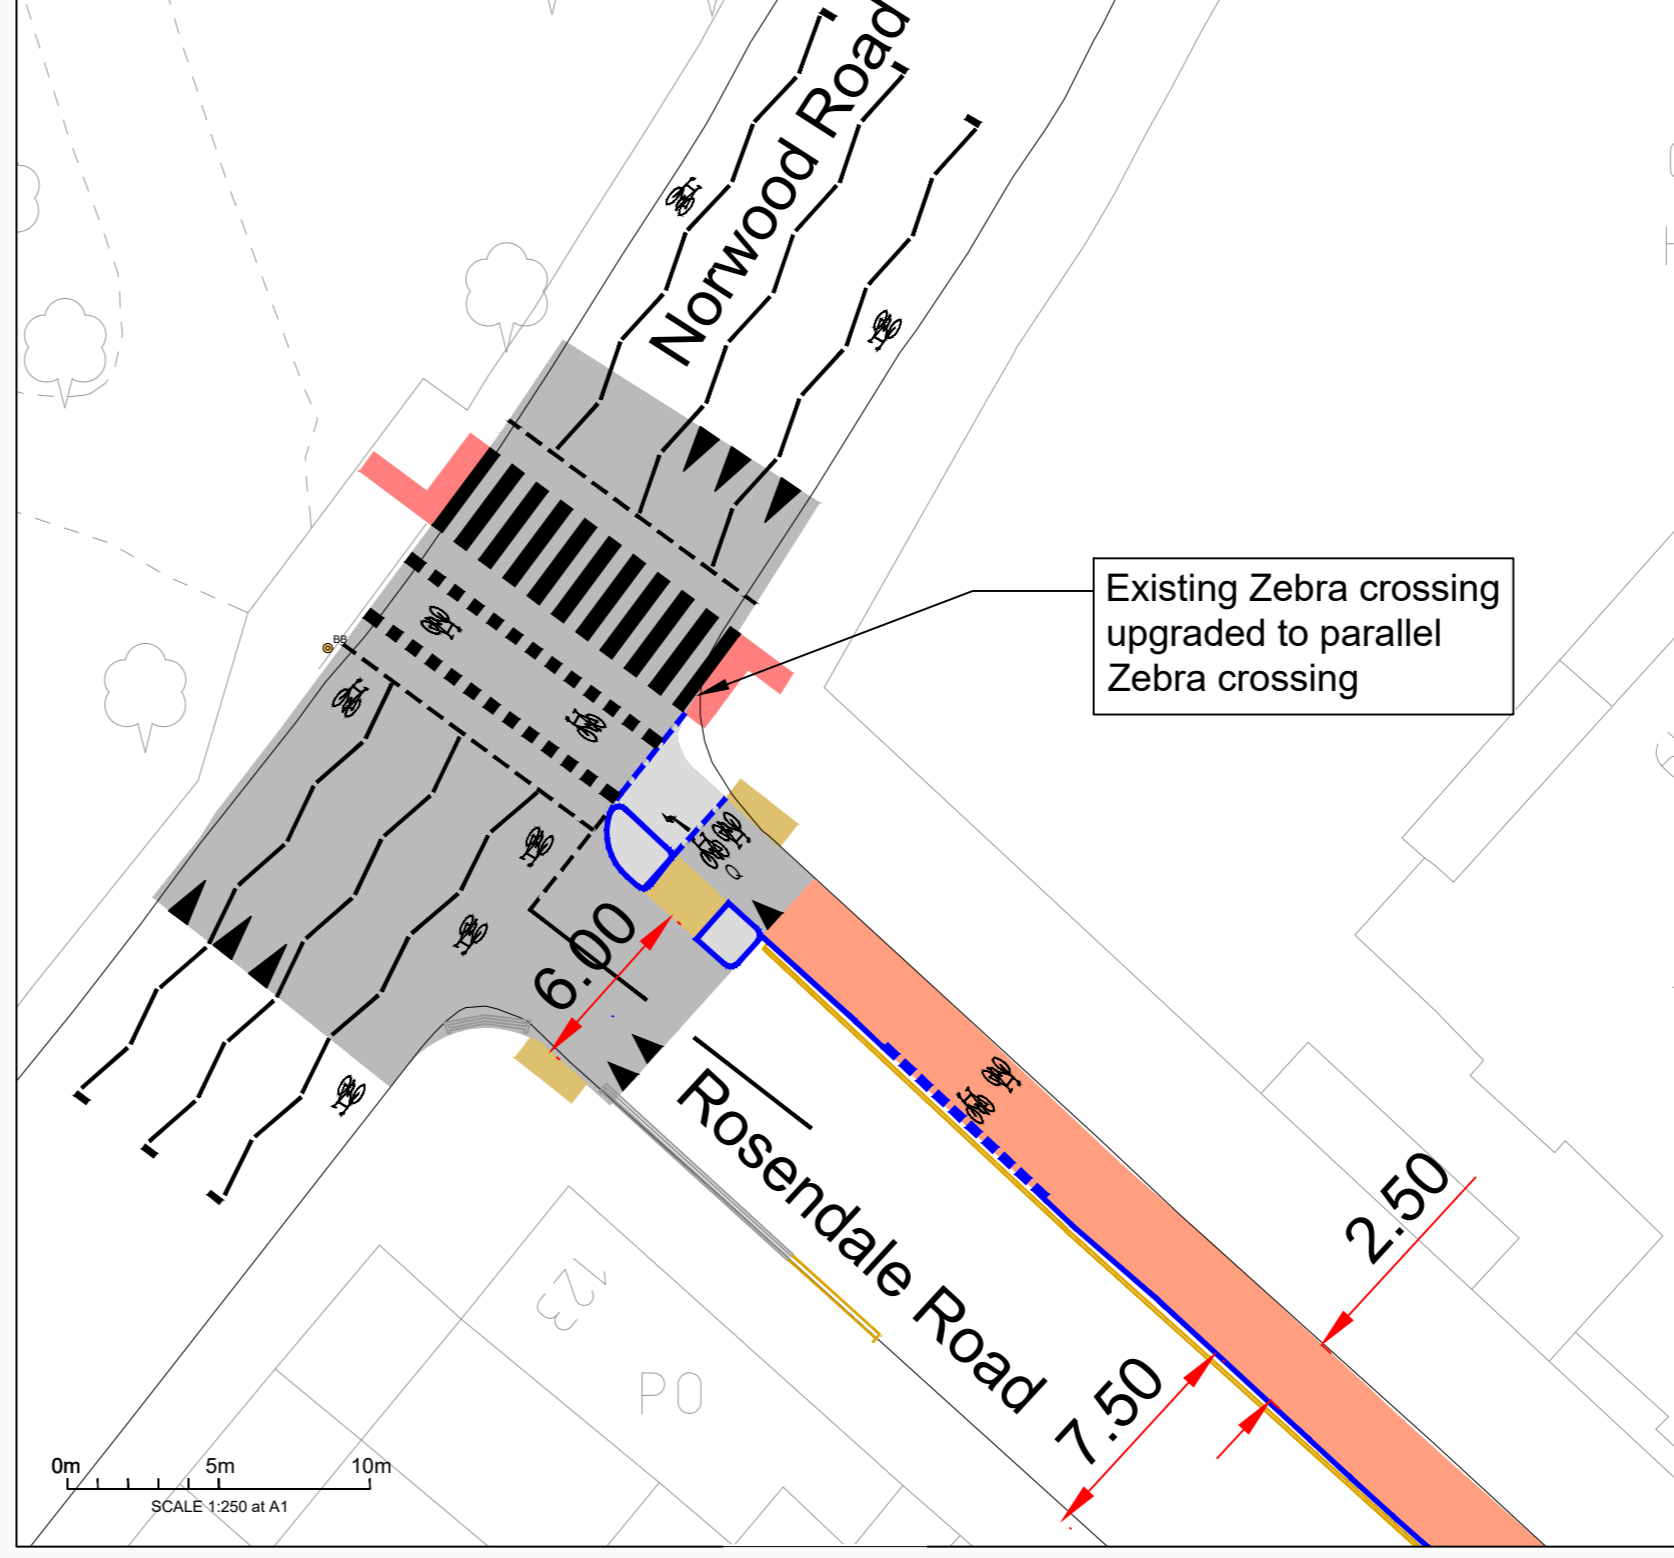 Norwood Road
Existing Zebra crossing
upgraded to parallel
Zebra crossing
BB
6.00
Rosendale Road
2.50
7.50
123
PO
0m 5m 10m
SCALE 1:250 at A1